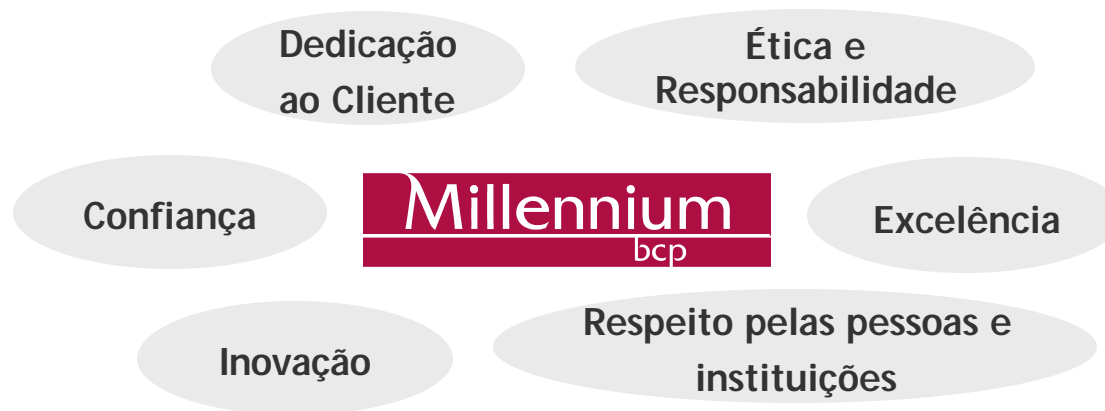 Dedicação
ao Cliente
Ética e
Responsabilidade
Confiança
Millennium
bcp
Excelência
Inovação
Respeito pelas pessoas e
instituições